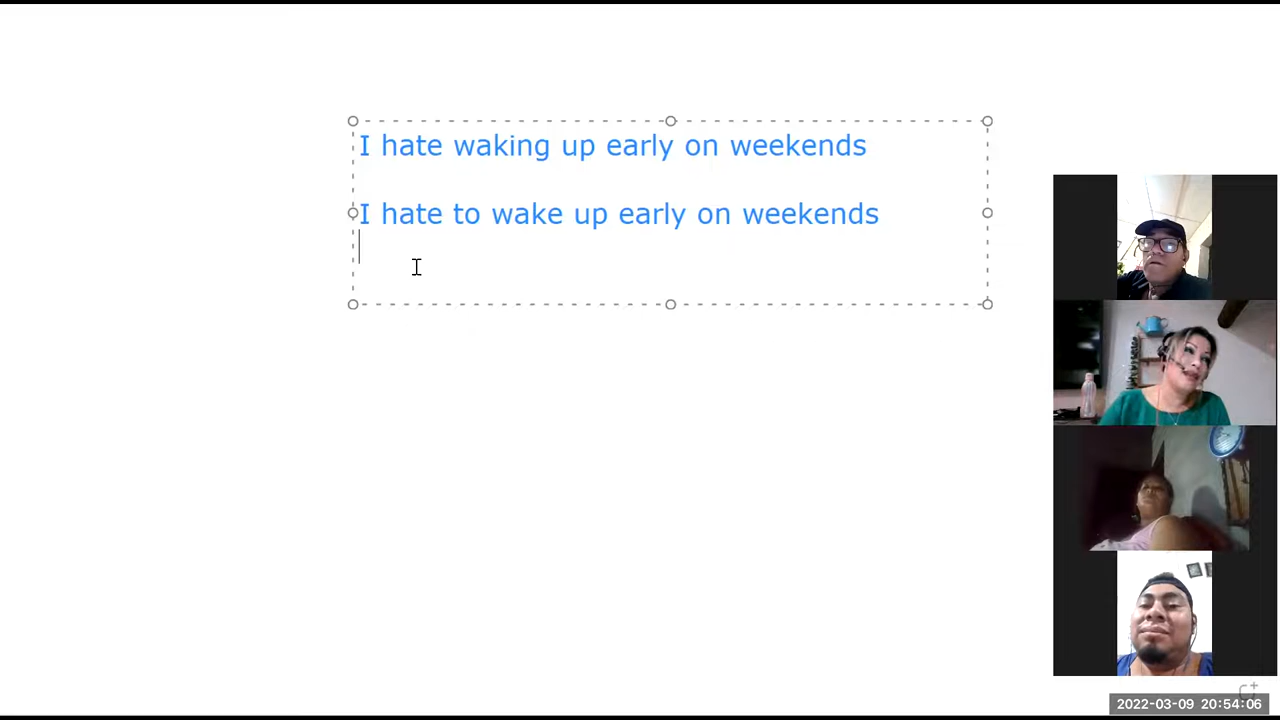 I hate waking up early on weekends
I hate to wake up early on weekends
2022-03-09 20:54:06